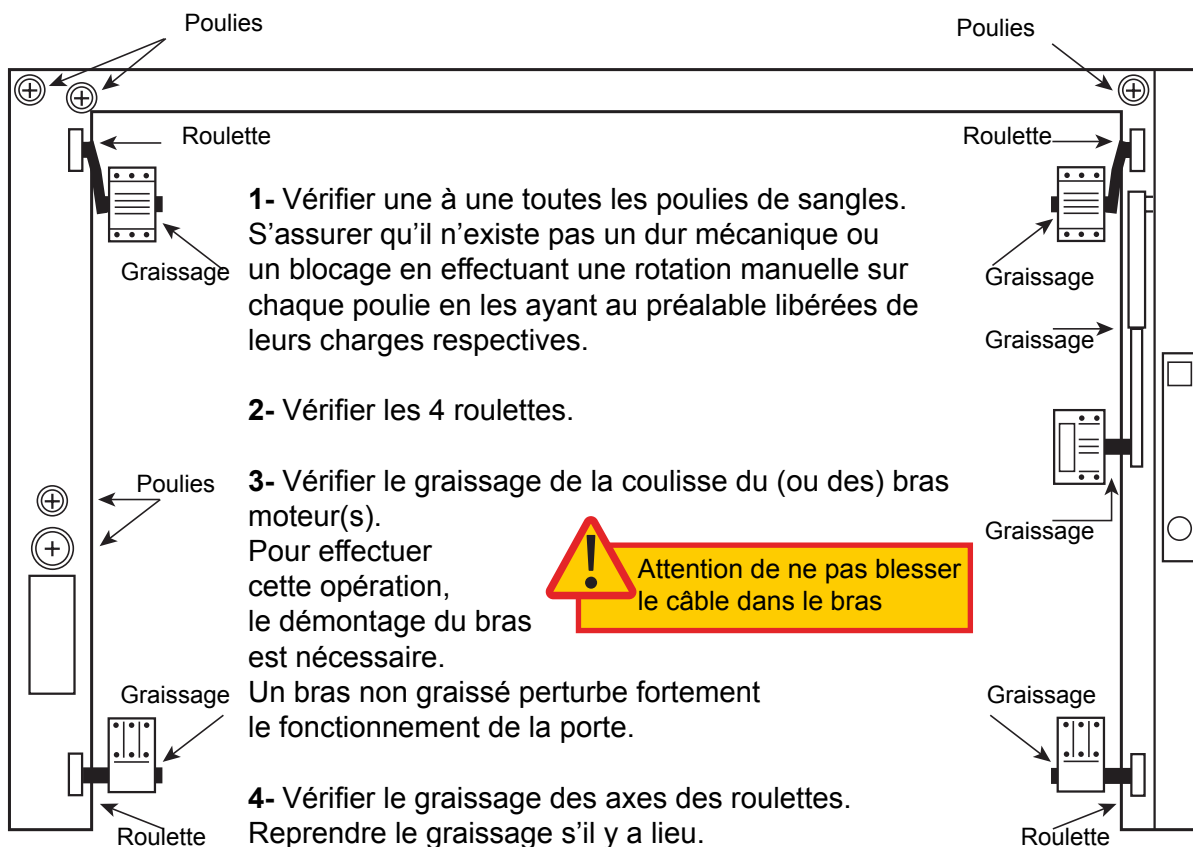 Poulies
Poulies
Roulette
Roulette
1- Vérifier une à une toutes les poulies de sangles.
S’assurer qu’il n’existe pas un dur mécanique ou
Graissage
un blocage en effectuant une rotation manuelle sur
Graissage
chaque poulie en les ayant au préalable libérées de
leurs charges respectives.
Graissage
2- Vérifier les 4 roulettes.
Poulies
3- Vérifier le graissage de la coulisse du (ou des) bras
moteur(s).
Graissage
Pour effectuer
cette opération,
le démontage du bras
est nécessaire.
Attention de ne pas blesser
le câble dans le bras
Graissage
Un bras non graissé perturbe fortement
Graissage
le fonctionnement de la porte.
4- Vérifier le graissage des axes des roulettes.
Roulette
Reprendre le graissage s’il y a lieu.
Roulette